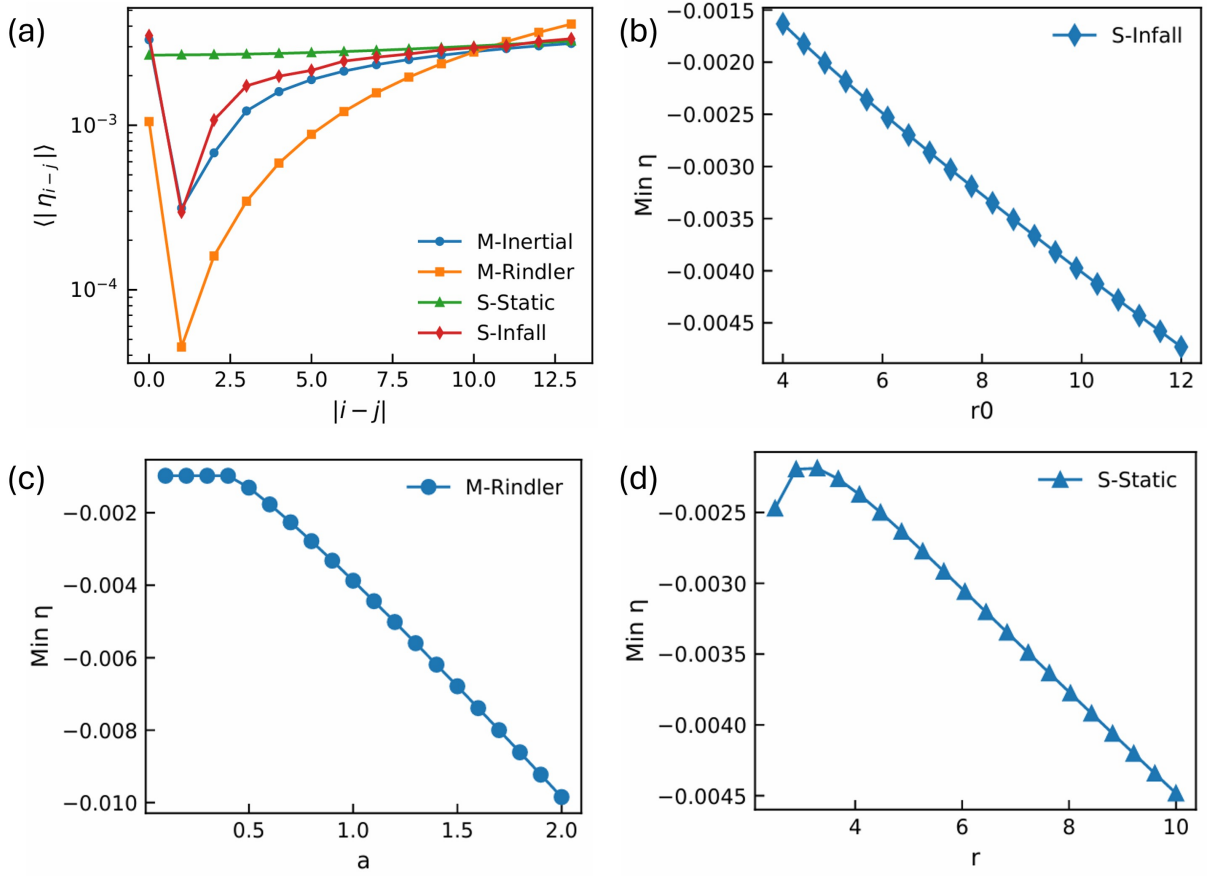 (a)
10⁻³
10⁻⁴
⟨| η_{i−j} |⟩
M-Inertial
M-Rindler
S-Static
S-Infall
0.0 2.5 5.0 7.5 10.0 12.5
|i − j|
(b)
−0.0015
−0.0020
−0.0025
−0.0030
−0.0035
−0.0040
−0.0045
Min η
S-Infall
4 6 8 10 12
r0
(c)
−0.002
−0.004
−0.006
−0.008
−0.010
Min η
M-Rindler
0.5 1.0 1.5 2.0
a
(d)
−0.0025
−0.0030
−0.0035
−0.0040
−0.0045
Min η
S-Static
4 6 8 10
r